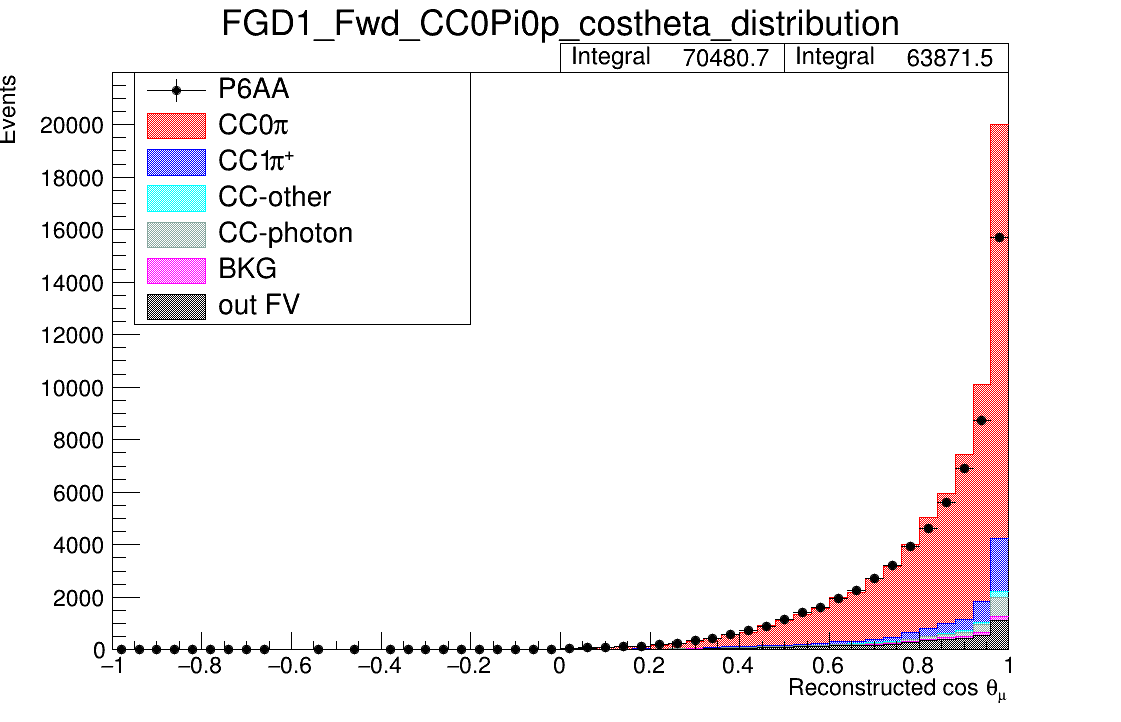 FGD1_Fwd_CC0Pi0p_costheta_distribution
Integral 70480.7 Integral 63871.5
Events
P6AA
CC0π
CC1π⁺
CC-other
CC-photon
BKG
out FV
20000
18000
16000
14000
12000
10000
8000
6000
4000
2000
0
−1 −0.8 −0.6 −0.4 −0.2 0 0.2 0.4 0.6 0.8 1
Reconstructed cos θμ